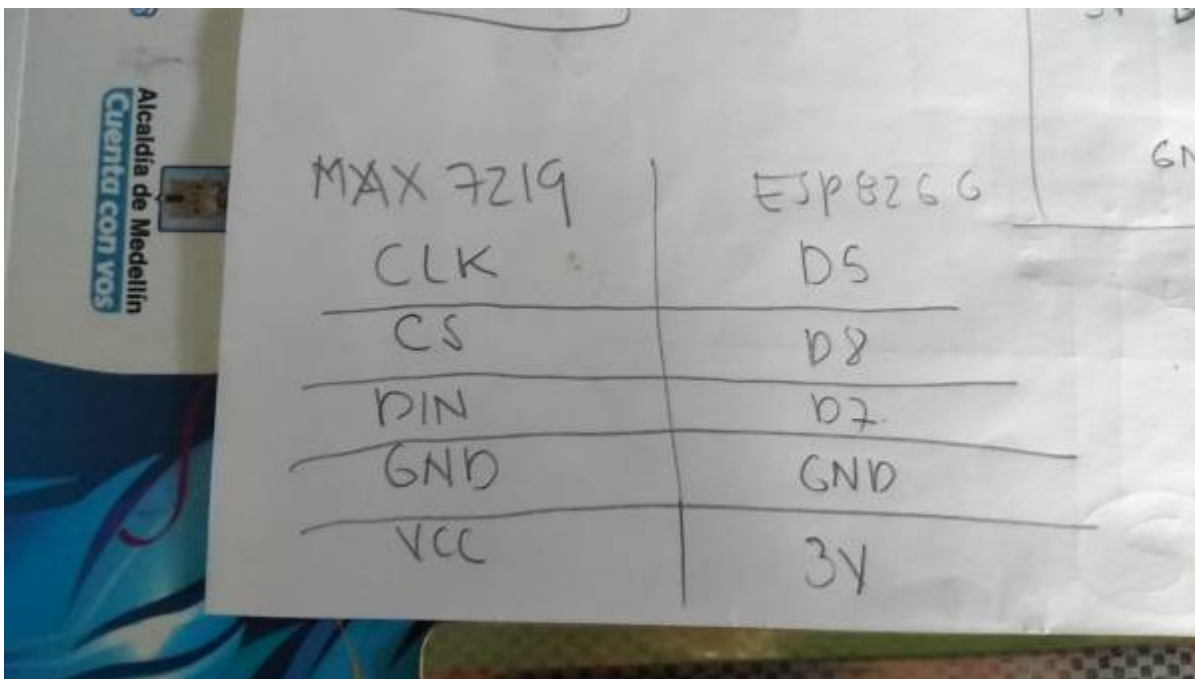 Alcaldía de Medellín
Cuenta con vos
MAX 7219 ESP8266
CLK D5
CS D8
DIN D7
GND GND
VCC 3V